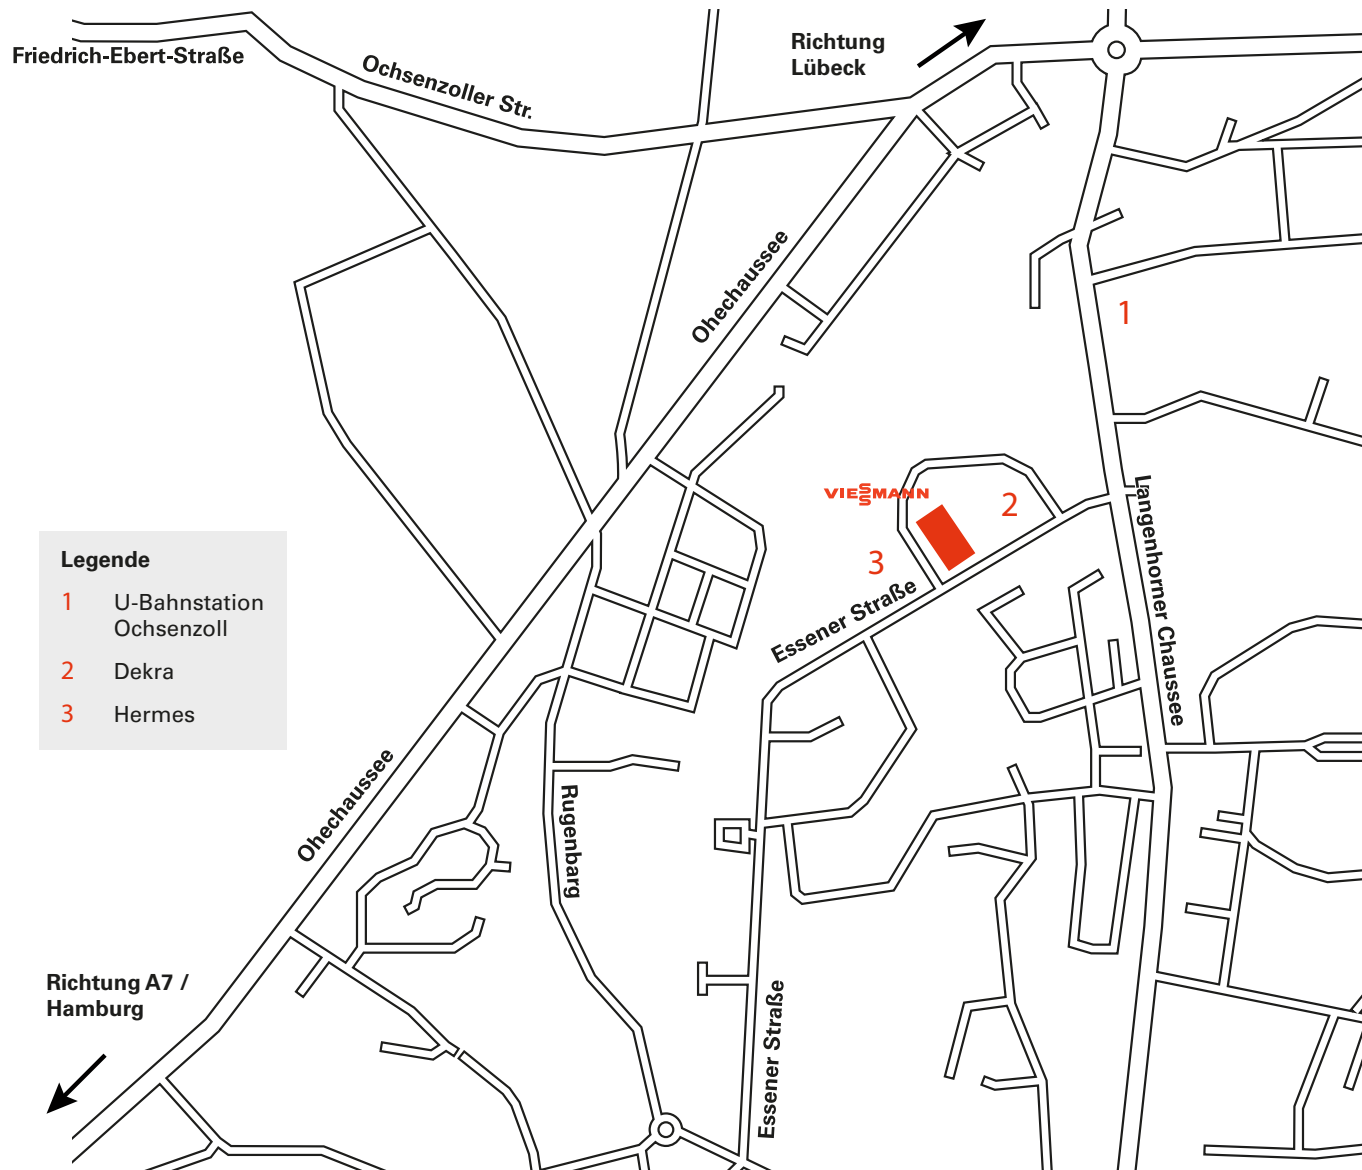 Richtung
Lübeck
Friedrich-Ebert-Straße
Ochsenzoller Str.
Ohechaussee
1
VIESSMANN
2
3
Langenhorner Chaussee
Essener Straße
Legende
1 U-Bahnstation
Ochsenzoll
2 Dekra
3 Hermes
Ohechaussee
Rugenbarg
Richtung A7 /
Hamburg
Essener Straße